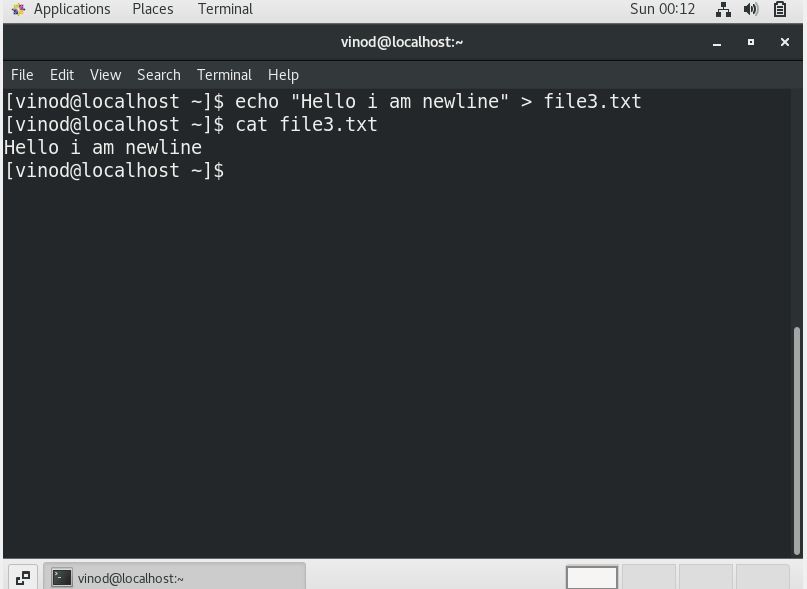 Applications Places Terminal Sun 00:12
vinod@localhost:~
File Edit View Search Terminal Help
[vinod@localhost ~]$ echo "Hello i am newline" > file3.txt
[vinod@localhost ~]$ cat file3.txt
Hello i am newline
[vinod@localhost ~]$
vinod@localhost:~